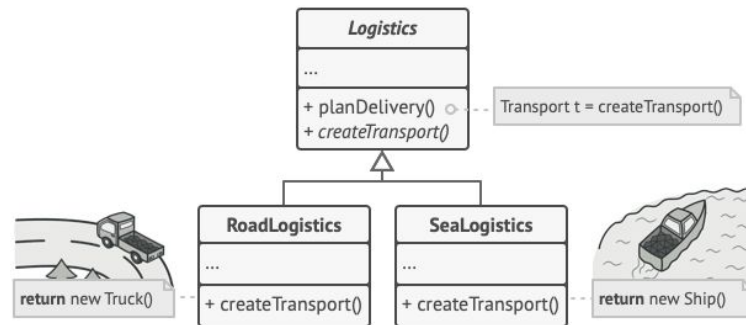 Logistics
...
+ planDelivery()
+ createTransport()
Transport t = createTransport()
RoadLogistics
...
+ createTransport()
return new Truck()
SeaLogistics
...
+ createTransport()
return new Ship()